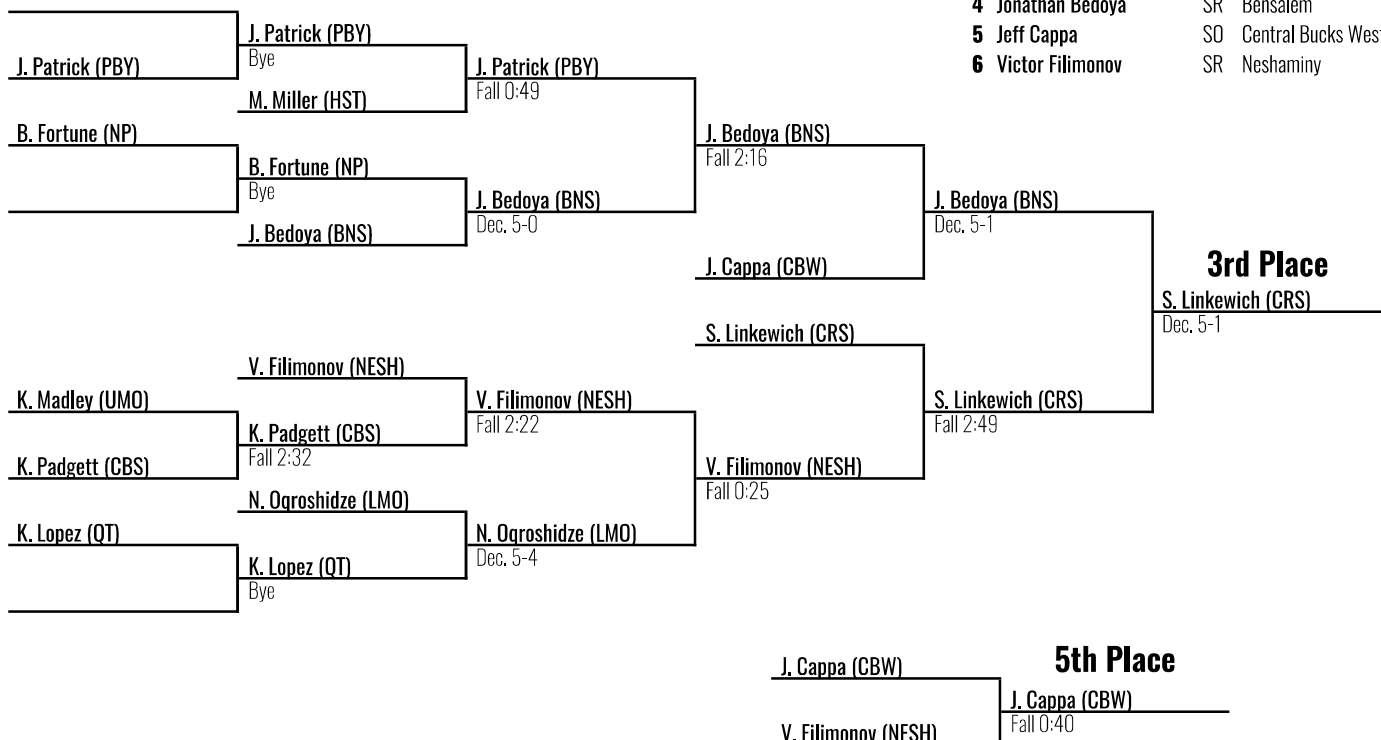 4 Jonathan Bedoya SR Bensalem
5 Jeff Cappa SO Central Bucks West
6 Victor Filimonov SR Neshaminy
J. Patrick (PBY)
Bye
J. Patrick (PBY)
J. Patrick (PBY)
Fall 0:49
M. Miller (HST)
B. Fortune (NP)
J. Bedoya (BNS)
Fall 2:16
B. Fortune (NP)
Bye
J. Bedoya (BNS)
Dec. 5-0
J. Bedoya (BNS)
Dec. 5-1
J. Bedoya (BNS)
J. Cappa (CBW)
3rd Place
S. Linkewich (CRS)
Dec. 5-1
S. Linkewich (CRS)
V. Filimonov (NESH)
K. Madley (UMO)
V. Filimonov (NESH)
Fall 2:22
S. Linkewich (CRS)
Fall 2:49
K. Padgett (CBS)
Fall 2:32
K. Padgett (CBS)
V. Filimonov (NESH)
Fall 0:25
N. Ogroshidze (LMO)
K. Lopez (QT)
N. Ogroshidze (LMO)
Dec. 5-4
K. Lopez (QT)
Bye
5th Place
J. Cappa (CBW)
J. Cappa (CBW)
Fall 0:40
V. Filimonov (NESH)